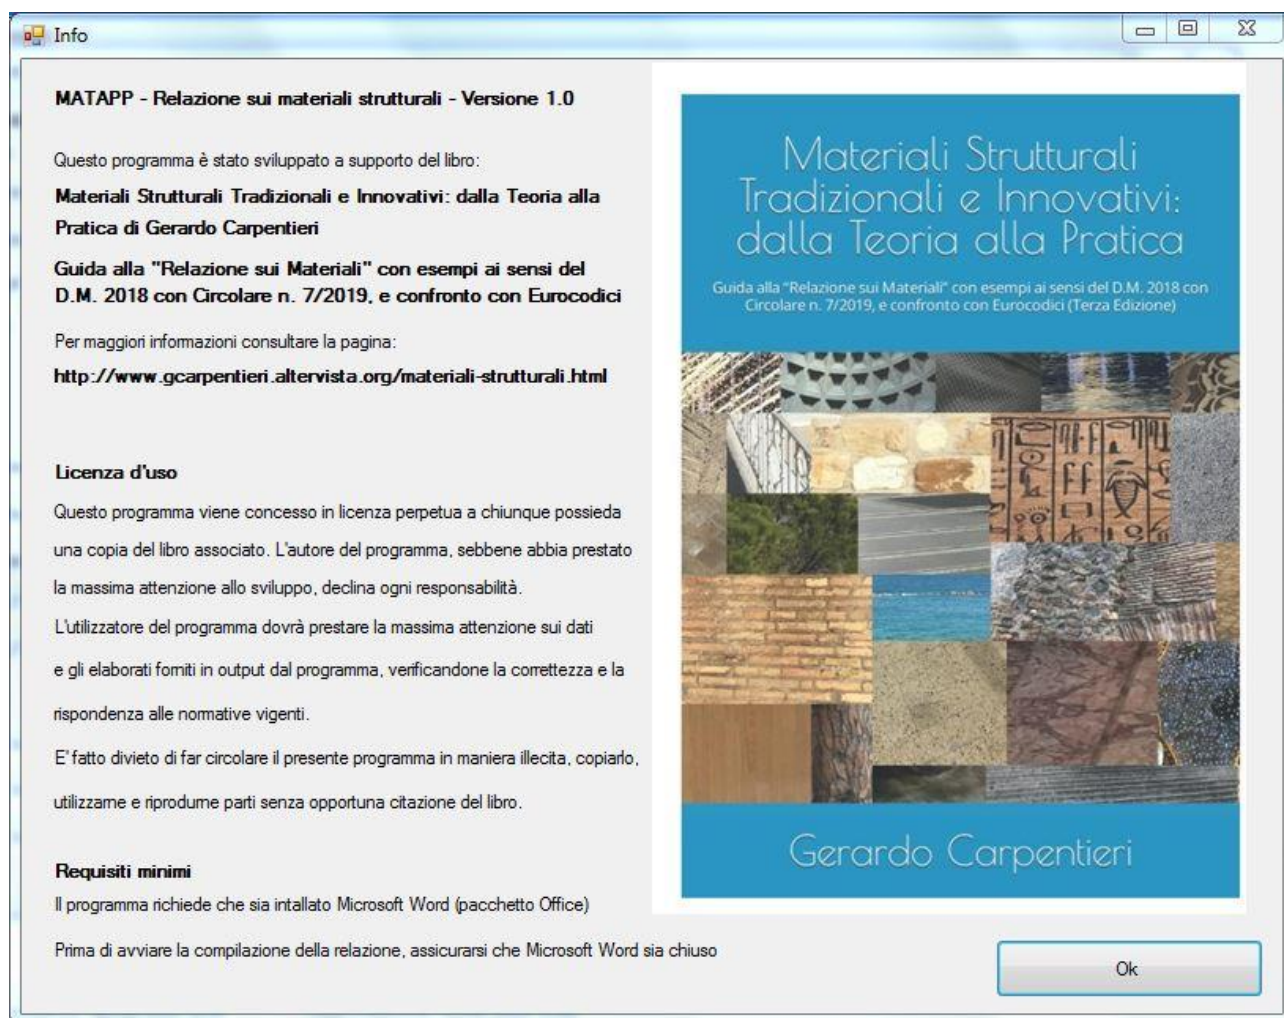 Info
MATAPP - Relazione sui materiali strutturali - Versione 1.0
Questo programma è stato sviluppato a supporto del libro:
Materiali Strutturali Tradizionali e Innovativi: dalla Teoria alla
Pratica di Gerardo Carpentieri
Guida alla "Relazione sui Materiali" con esempi ai sensi del
D.M. 2018 con Circolare n. 7/2019, e confronto con Eurocodici
Per maggiori informazioni consultare la pagina:
http://www.gcarpentieri.altervista.org/materiali-strutturali.html
Licenza d'uso
Questo programma viene concesso in licenza perpetua a chiunque possieda
una copia del libro associato. L'autore del programma, sebbene abbia prestato
la massima attenzione allo sviluppo, declina ogni responsabilità.
L'utilizzatore del programma dovrà prestare la massima attenzione sui dati
e gli elaborati forniti in output dal programma, verificandone la correttezza e la
rispondenza alle normative vigenti.
E' fatto divieto di far circolare il presente programma in maniera illecita, copiarlo,
utilizzarne e riprodurne parti senza opportuna citazione del libro.
Requisiti minimi
Il programma richiede che sia intallato Microsoft Word (pacchetto Office)
Prima di avviare la compilazione della relazione, assicurarsi che Microsoft Word sia chiuso
Materiali Strutturali
Tradizionali e Innovativi:
dalla Teoria alla Pratica
Guida alla "Relazione sui Materiali" con esempi ai sensi del D.M. 2018 con
Circolare n. 7/2019, e confronto con Eurocodici (Terza Edizione)
Gerardo Carpentieri
Ok